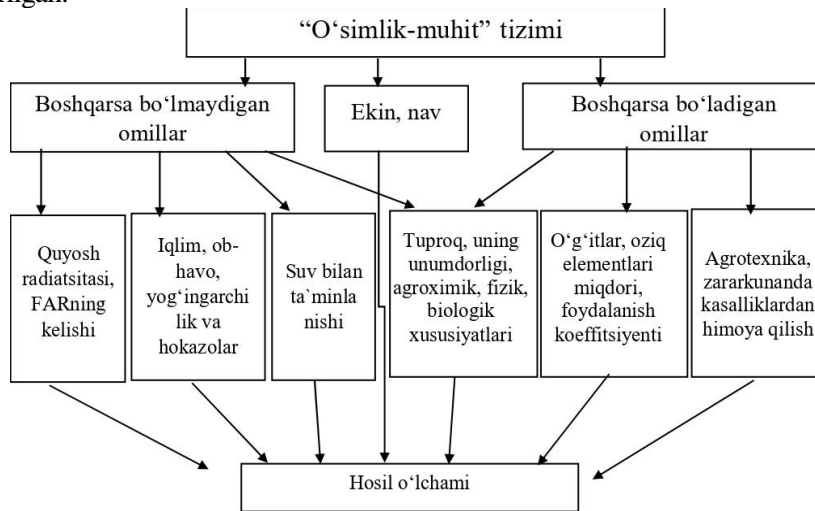 “O‘simlik-muhit” tizimi
Boshqarsa bo‘lmaydigan
omillar
Ekin, nav
Boshqarsa bo‘ladigan
omillar
Quyosh
radiatsitasi,
FARning
kelishi
Iqlim, ob-
havo,
yog‘ingarchi
lik va
hokazolar
Suv bilan
ta`minla
nishi
Tuproq, uning
unumdorligi,
agroximik, fizik,
biologik
xususiyatlari
O‘g‘itlar, oziq
elementlari
miqdori,
foydalanish
koeffitsiyenti
Agrotexnika,
zararkunanda
kasalliklardan
himoya qilish
Hosil o‘lchami